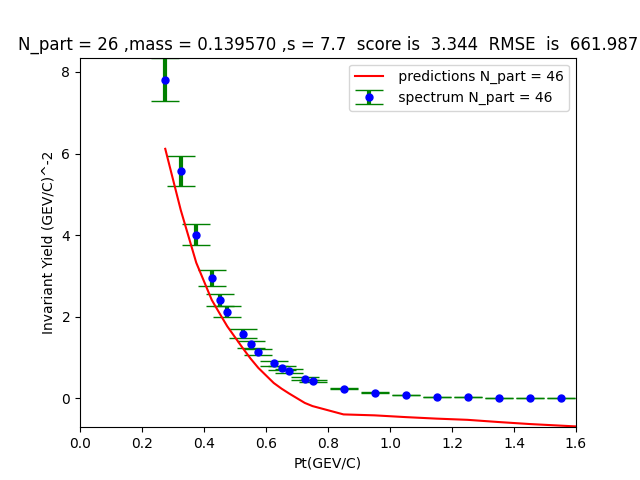 N_part = 26 ,mass = 0.139570 ,s = 7.7 score is 3.344 RMSE is 661.987
predictions N_part = 46
spectrum N_part = 46
Invariant Yield (GEV/C)^-2
8
6
4
2
0
0.0 0.2 0.4 0.6 0.8 1.0 1.2 1.4 1.6
Pt(GEV/C)